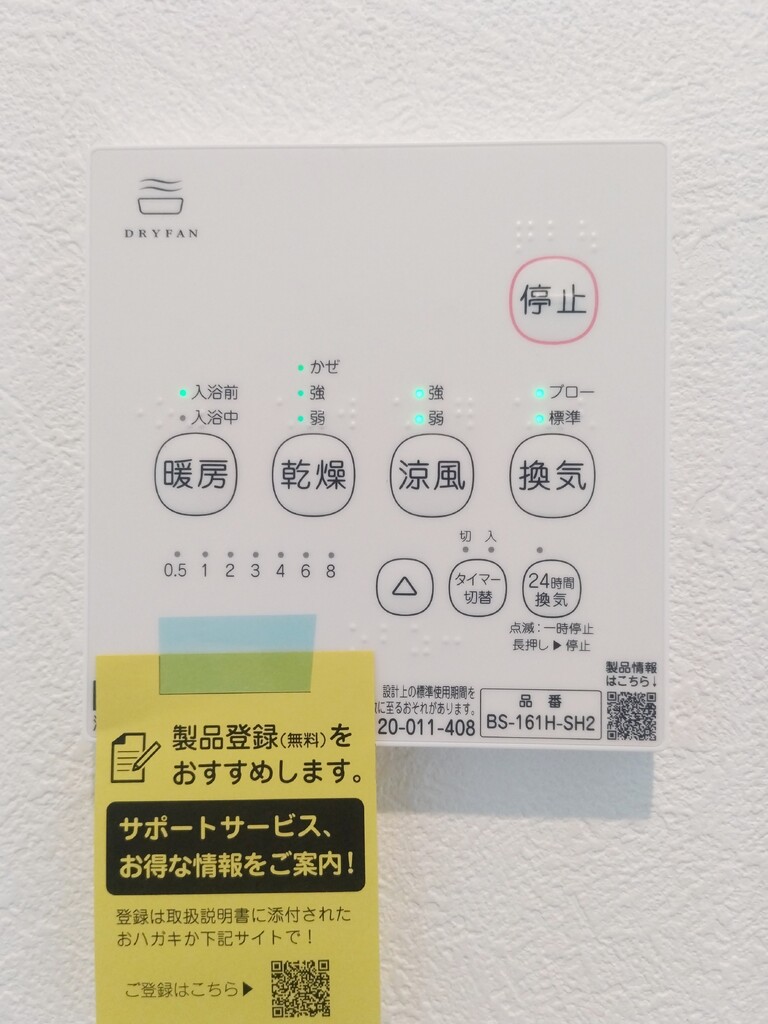 DRYFAN
停止
かぜ
入浴前 強 強 ブロー
入浴中 弱 弱 標準
暖房 乾燥 涼風 換気
切 入
0.5 1 2 3 4 6 8
△ タイマー 24時間
切替 換気
点滅:一時停止
長押し▶停止
製品情報
はこちら↓
設計上の標準使用期間を
に至るおそれがあります。
20-011-408
品番
BS-161H-SH2
製品登録(無料)を
おすすめします。
サポートサービス、
お得な情報をご案内!
登録は取扱説明書に添付された
おハガキか下記サイトで!
ご登録はこちら▶